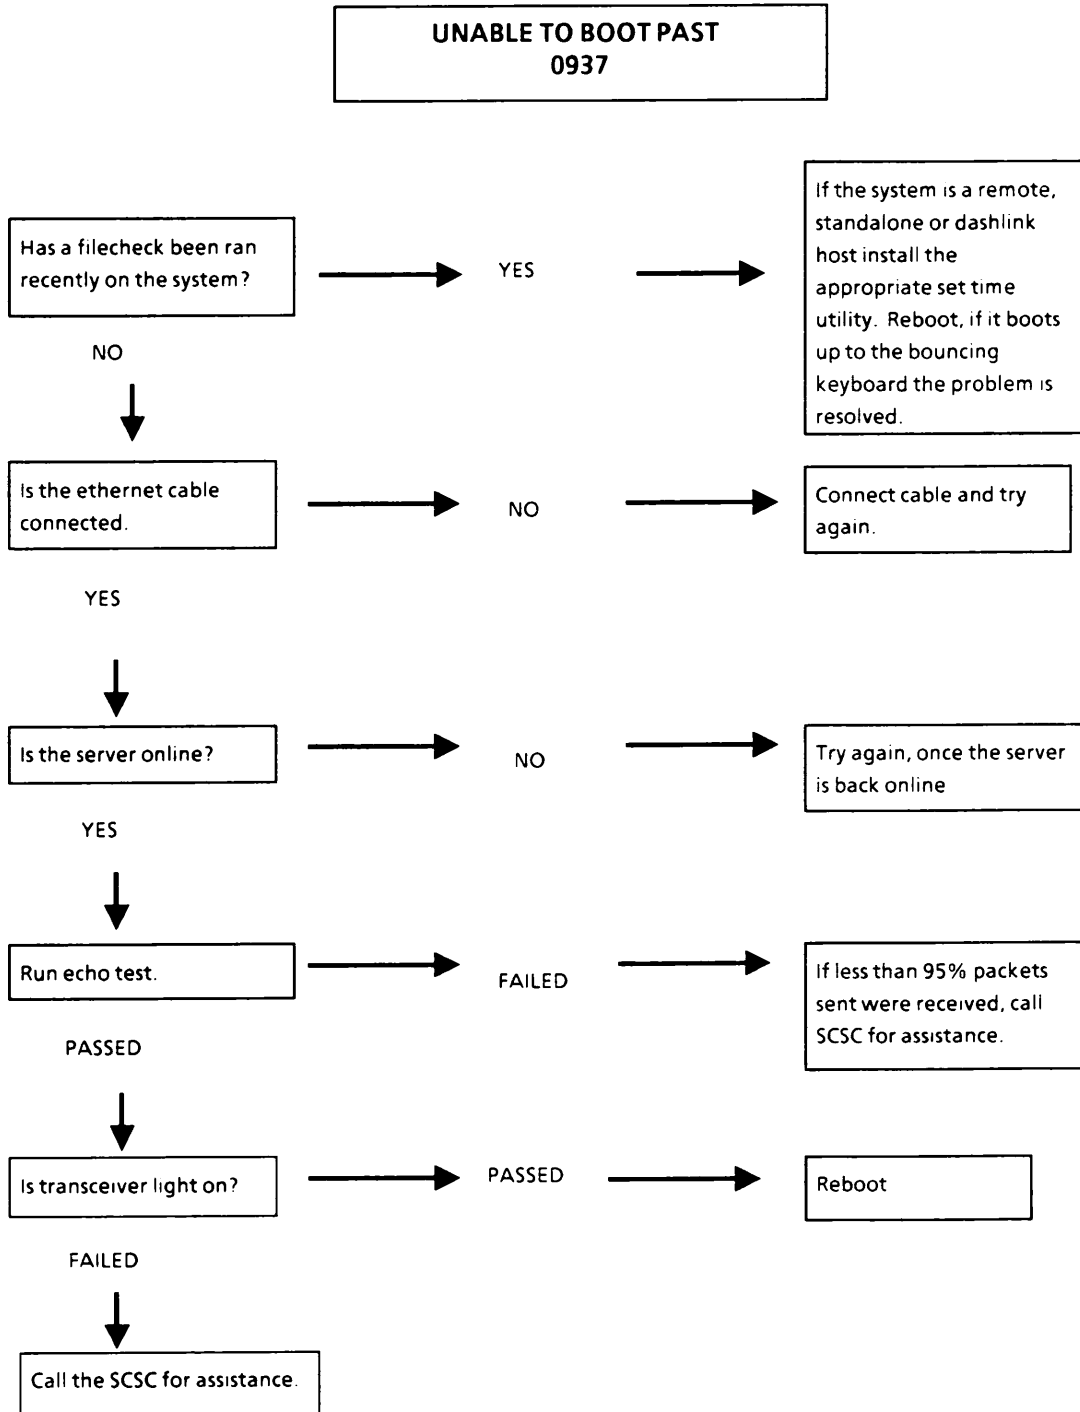 UNABLE TO BOOT PAST
0937
Has a filecheck been ran
recently on the system?
YES
If the system is a remote,
standalone or dashlink
host install the
appropriate set time
utility. Reboot, if it boots
up to the bouncing
keyboard the problem is
resolved.
NO
Is the ethernet cable
connected.
NO
Connect cable and try
again.
YES
Is the server online?
NO
Try again, once the server
is back online
YES
Run echo test.
FAILED
If less than 95% packets
sent were received, call
SCSC for assistance.
PASSED
Is transceiver light on?
PASSED
Reboot
FAILED
Call the SCSC for assistance.